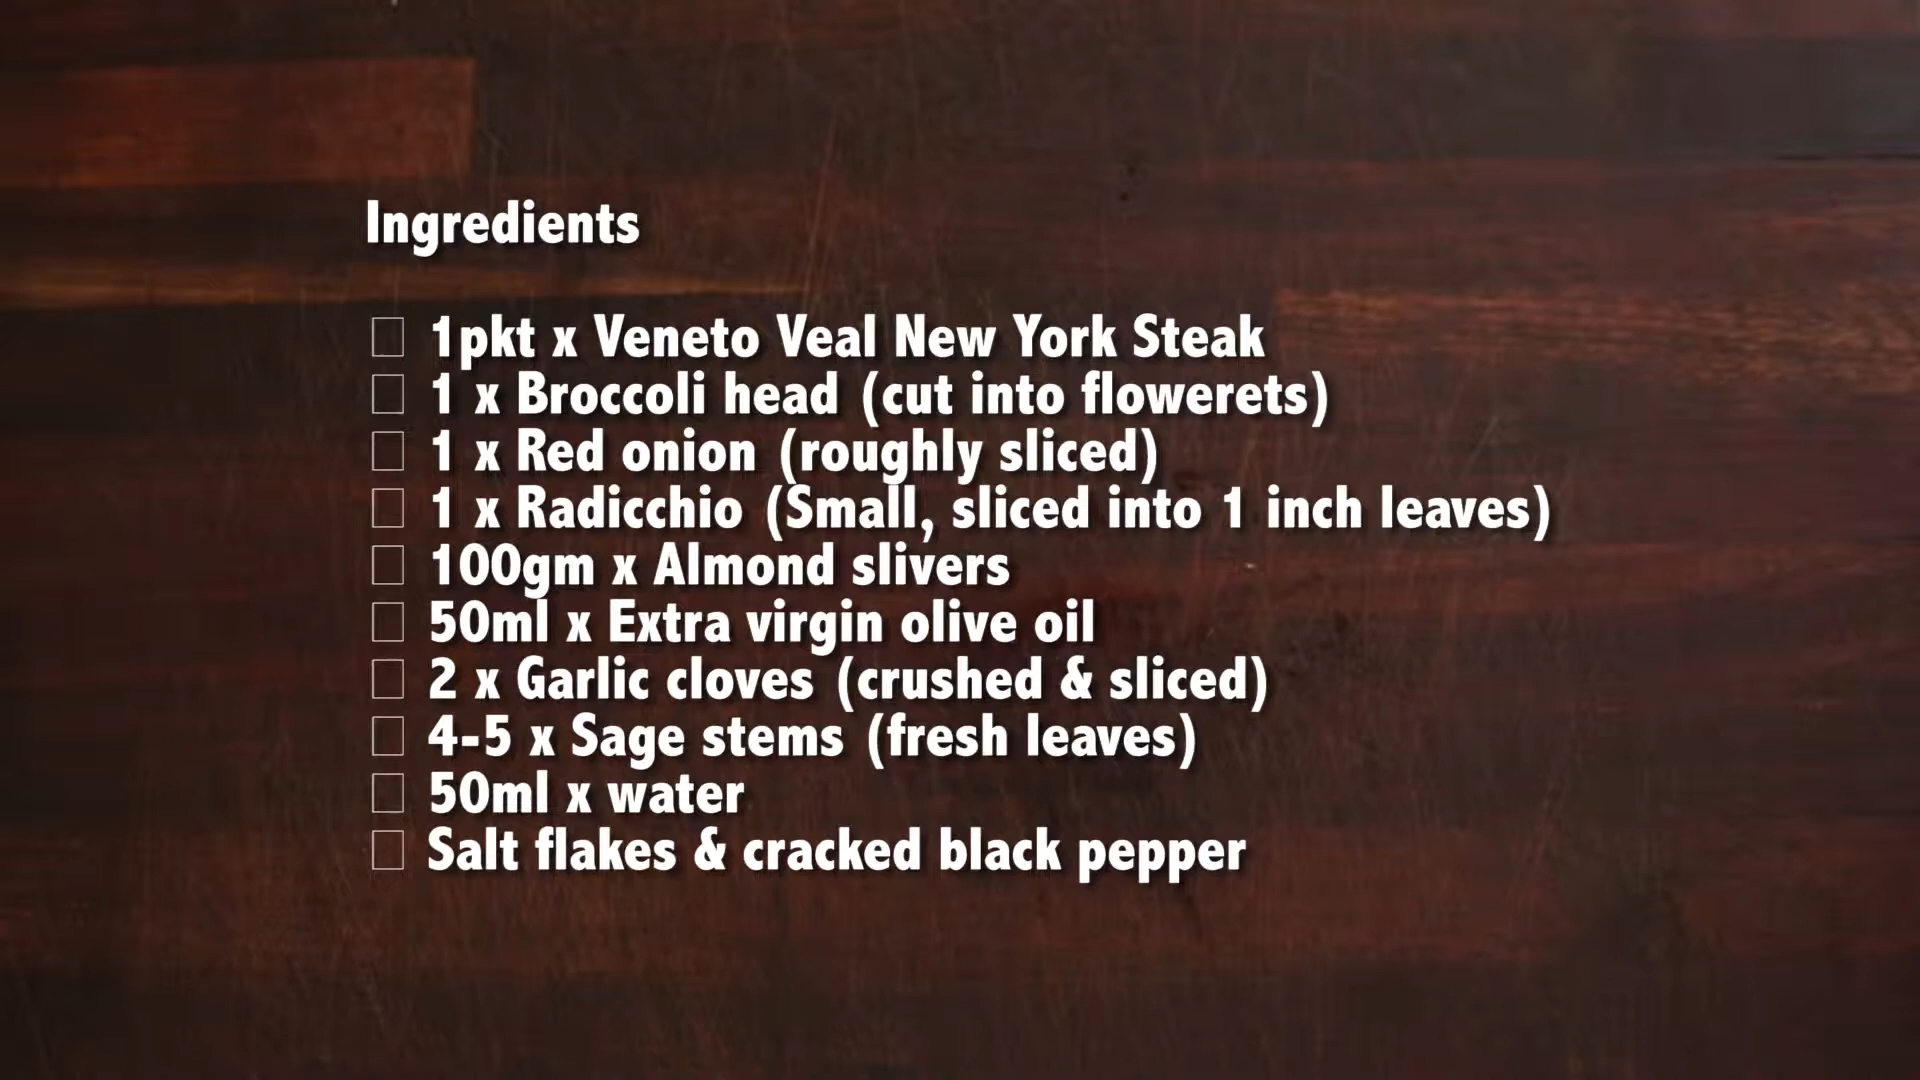 Ingredients
☐ 1pkt x Veneto Veal New York Steak
☐ 1 x Broccoli head (cut into flowerets)
☐ 1 x Red onion (roughly sliced)
☐ 1 x Radicchio (Small, sliced into 1 inch leaves)
☐ 100gm x Almond slivers
☐ 50ml x Extra virgin olive oil
☐ 2 x Garlic cloves (crushed & sliced)
☐ 4-5 x Sage stems (fresh leaves)
☐ 50ml x water
☐ Salt flakes & cracked black pepper